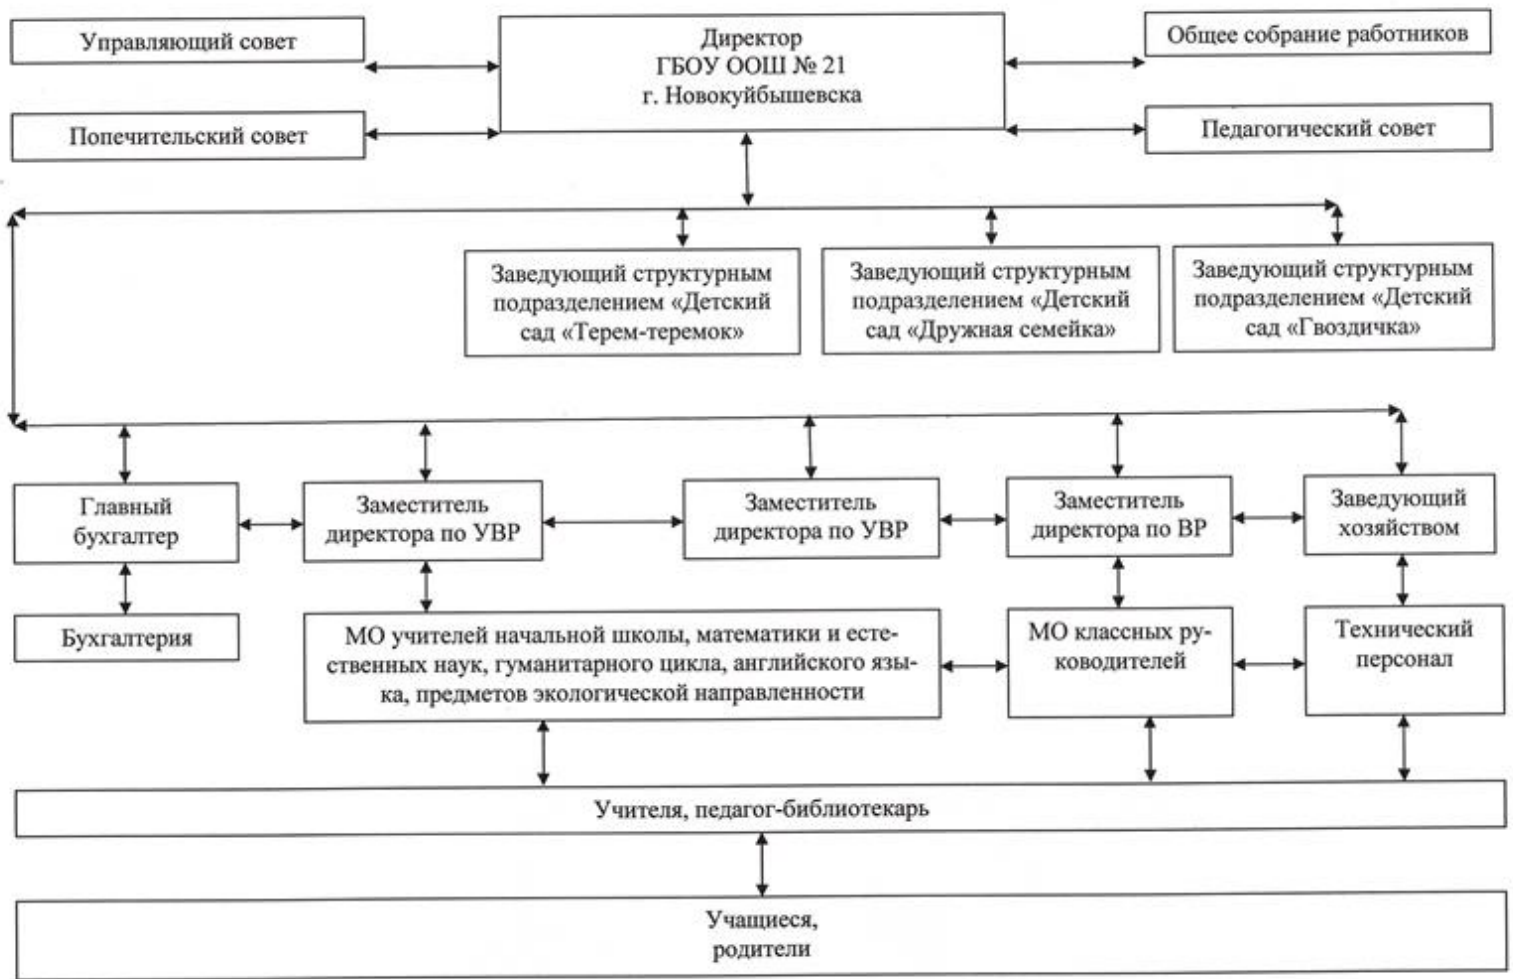 Управляющий совет
Директор
ГБОУ ООШ № 21
г. Новокуйбышевска
Общее собрание работников
Попечительский совет
Педагогический совет
Заведующий структурным
подразделением «Детский
сад «Терем-теремок»
Заведующий структурным
подразделением «Детский
сад «Дружная семейка»
Заведующий структурным
подразделением «Детский
сад «Гвоздичка»
Главный
бухгалтер
Заместитель
директора по УВР
Заместитель
директора по УВР
Заместитель
директора по ВР
Заведующий
хозяйством
Бухгалтерия
МО учителей начальной школы, математики и есте-
ственных наук, гуманитарного цикла, английского язы-
ка, предметов экологической направленности
МО классных ру-
ководителей
Технический
персонал
Учителя, педагог-библиотекарь
Учащиеся,
родители